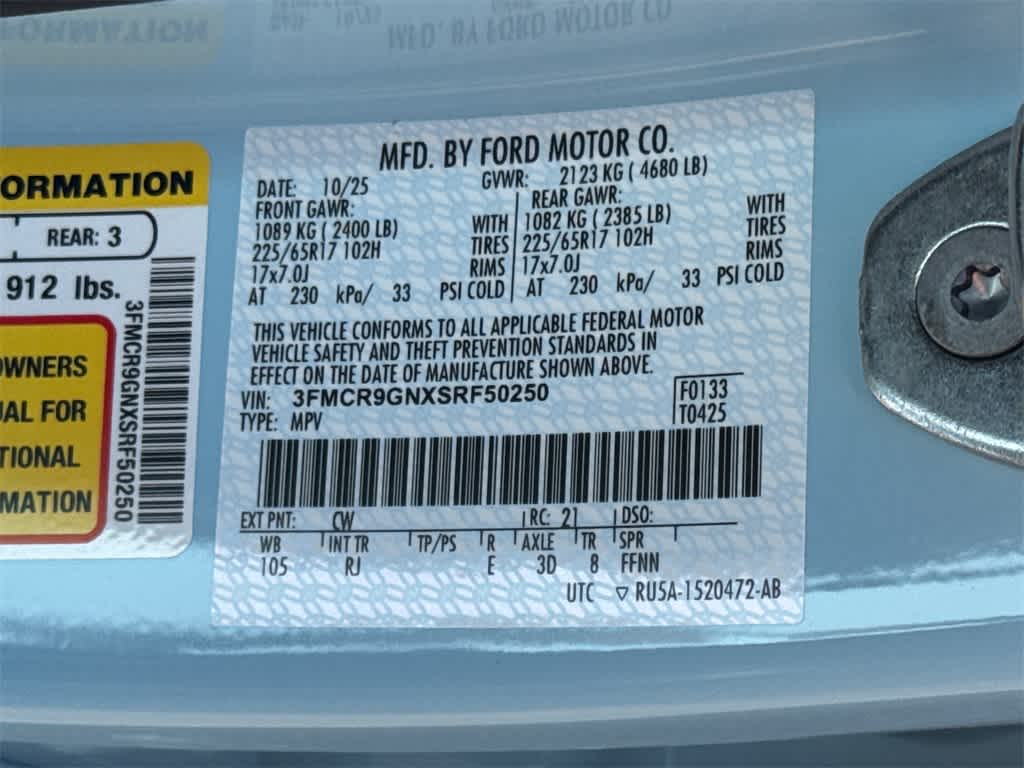 ORMATION
REAR: 3
912 lbs.
3FMCR9GNXSRF50250
OWNERS
UAL FOR
TIONAL
MATION
MFD. BY FORD MOTOR CO.
DATE: 10/25 GVWR: 2123 KG ( 4680 LB)
FRONT GAWR: REAR GAWR:
1089 KG ( 2400 LB) WITH 1082 KG ( 2385 LB) WITH
225/65R17 102H TIRES 225/65R17 102H TIRES
17x7.0J RIMS 17x7.0J RIMS
AT 230 kPa/ 33 PSI COLD AT 230 kPa/ 33 PSI COLD
THIS VEHICLE CONFORMS TO ALL APPLICABLE FEDERAL MOTOR
VEHICLE SAFETY AND THEFT PREVENTION STANDARDS IN
EFFECT ON THE DATE OF MANUFACTURE SHOWN ABOVE.
VIN: 3FMCR9GNXSRF50250 F0133
TYPE: MPV T0425
EXT PNT: CW RC: 21 DSO:
WB INT TR TP/PS R AXLE TR SPR
105 RJ E 3D 8 FFNN
UTC ▽ RU5A-1520472-AB